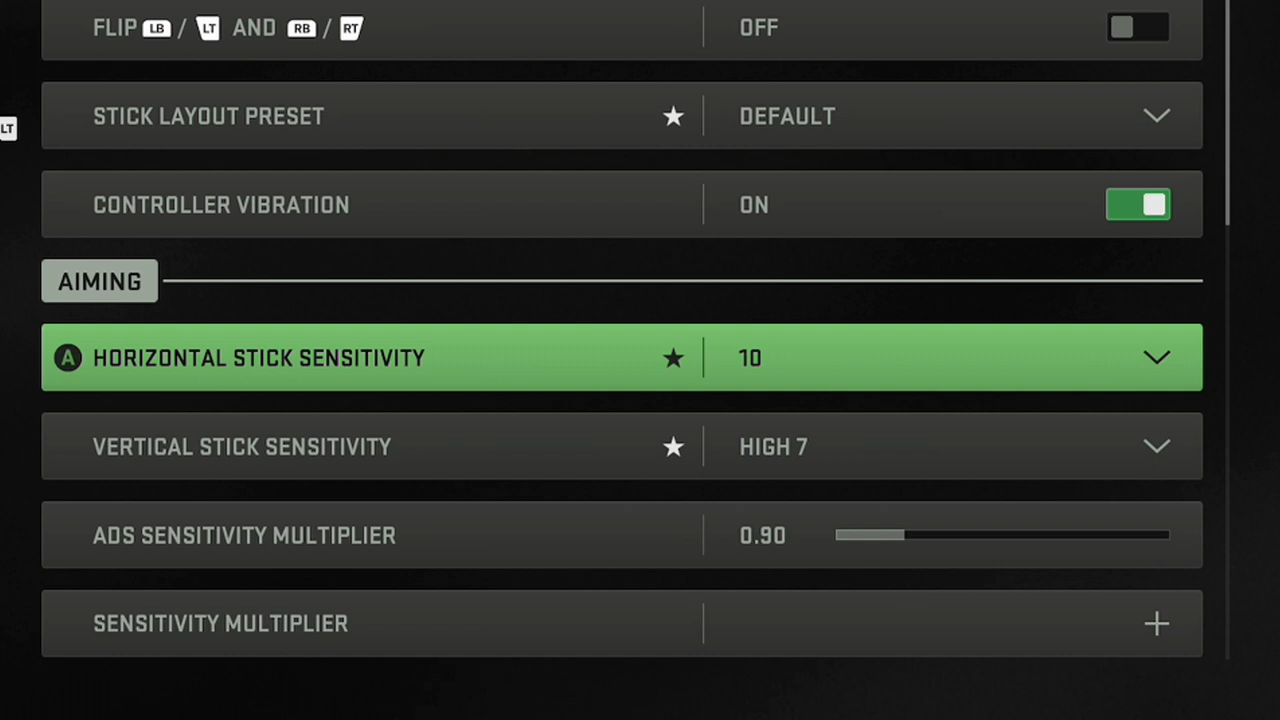 FLIP LB / LT AND RB / RT OFF
STICK LAYOUT PRESET ★ DEFAULT
LT
CONTROLLER VIBRATION ON
AIMING
A HORIZONTAL STICK SENSITIVITY ★ 10
VERTICAL STICK SENSITIVITY ★ HIGH 7
ADS SENSITIVITY MULTIPLIER 0.90
SENSITIVITY MULTIPLIER +